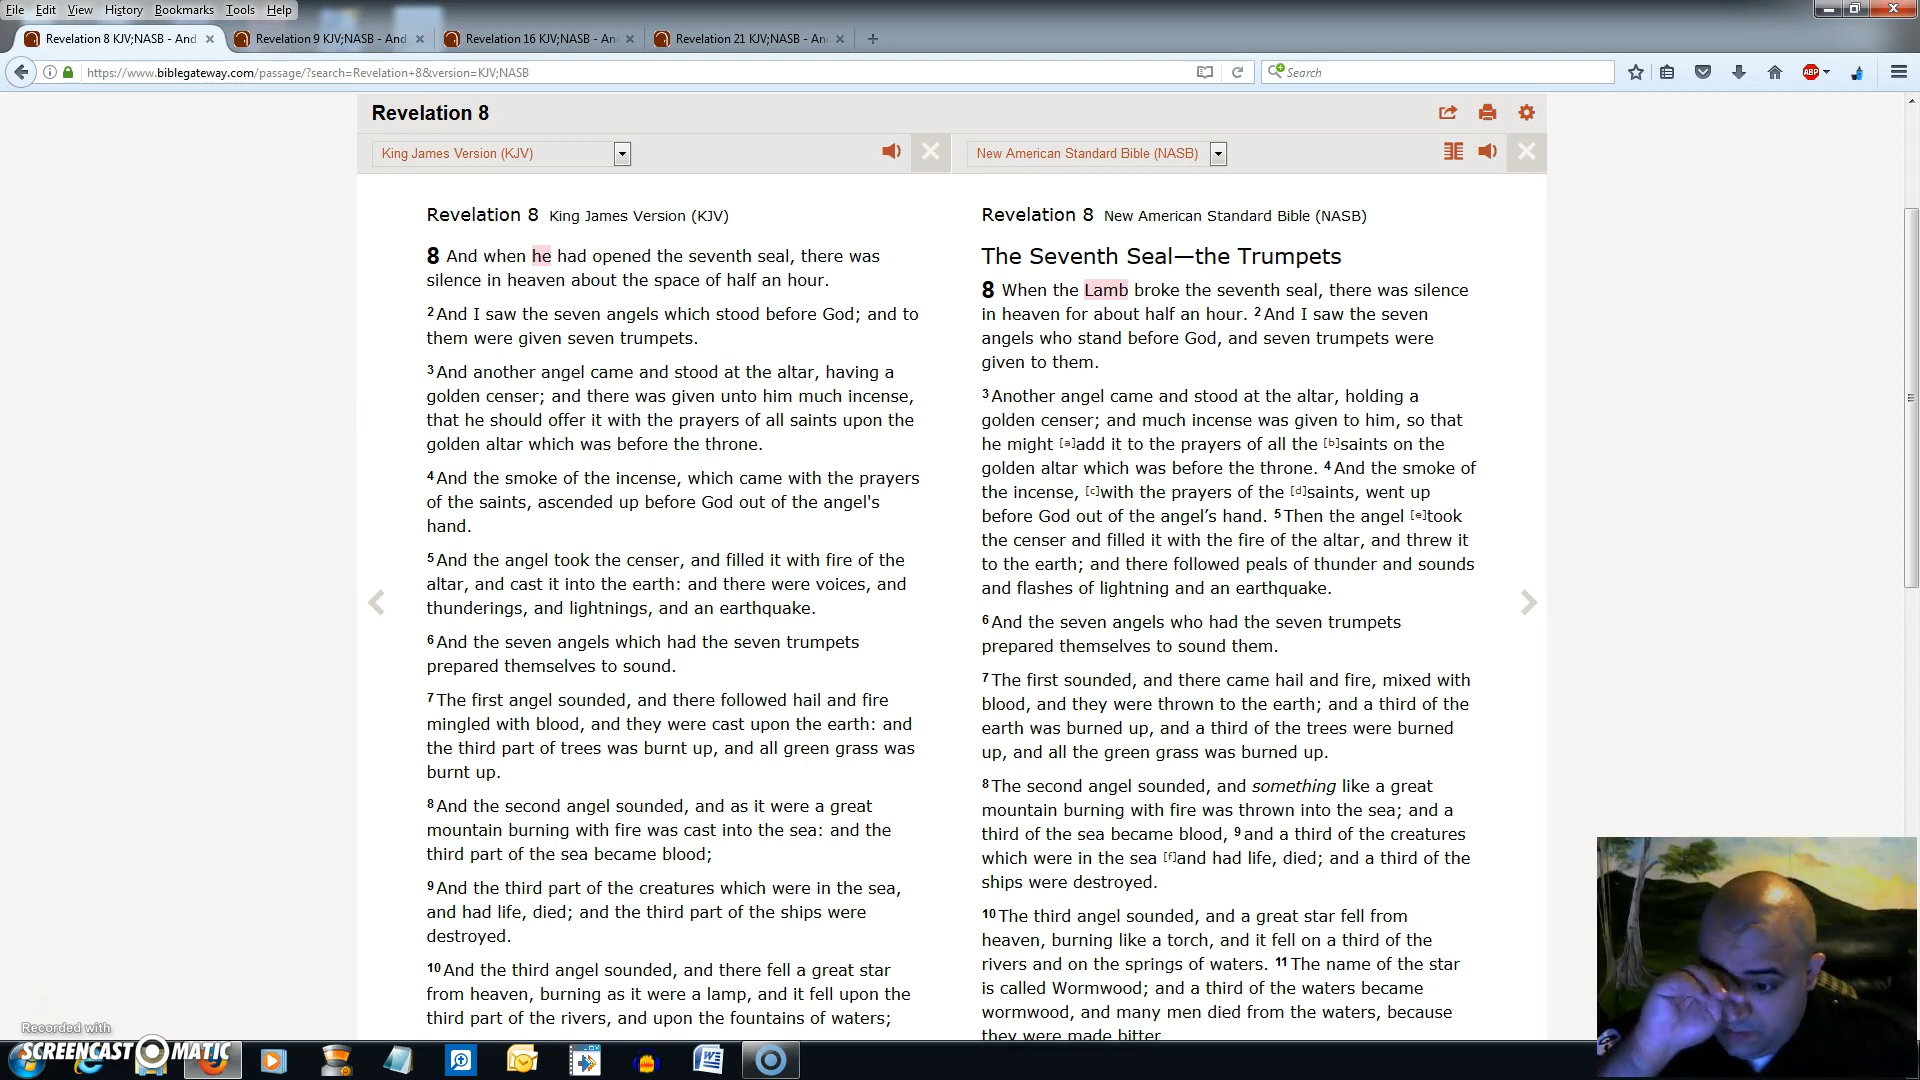 File Edit View History Bookmarks Tools Help
Revelation 8 KJV;NASB - And
Revelation 9 KJV;NASB - And
Revelation 16 KJV;NASB - An
Revelation 21 KJV;NASB - An
https://www.biblegateway.com/passage/?search=Revelation+8&version=KJV;NASB
Search
ABP
Revelation 8
King James Version (KJV)
New American Standard Bible (NASB)
Revelation 8 King James Version (KJV)
8 And when he had opened the seventh seal, there was
silence in heaven about the space of half an hour.
2 And I saw the seven angels which stood before God; and to
them were given seven trumpets.
3 And another angel came and stood at the altar, having a
golden censer; and there was given unto him much incense,
that he should offer it with the prayers of all saints upon the
golden altar which was before the throne.
4 And the smoke of the incense, which came with the prayers
of the saints, ascended up before God out of the angel's
hand.
5 And the angel took the censer, and filled it with fire of the
altar, and cast it into the earth: and there were voices, and
thunderings, and lightnings, and an earthquake.
6 And the seven angels which had the seven trumpets
prepared themselves to sound.
7 The first angel sounded, and there followed hail and fire
mingled with blood, and they were cast upon the earth: and
the third part of trees was burnt up, and all green grass was
burnt up.
8 And the second angel sounded, and as it were a great
mountain burning with fire was cast into the sea: and the
third part of the sea became blood;
9 And the third part of the creatures which were in the sea,
and had life, died; and the third part of the ships were
destroyed.
10 And the third angel sounded, and there fell a great star
from heaven, burning as it were a lamp, and it fell upon the
third part of the rivers, and upon the fountains of waters;
Revelation 8 New American Standard Bible (NASB)
The Seventh Seal—the Trumpets
8 When the Lamb broke the seventh seal, there was silence
in heaven for about half an hour. 2 And I saw the seven
angels who stand before God, and seven trumpets were
given to them.
3 Another angel came and stood at the altar, holding a
golden censer; and much incense was given to him, so that
he might [a]add it to the prayers of all the [b]saints on the
golden altar which was before the throne. 4 And the smoke of
the incense, [c]with the prayers of the [d]saints, went up
before God out of the angel’s hand. 5 Then the angel [e]took
the censer and filled it with the fire of the altar, and threw it
to the earth; and there followed peals of thunder and sounds
and flashes of lightning and an earthquake.
6 And the seven angels who had the seven trumpets
prepared themselves to sound them.
7 The first sounded, and there came hail and fire, mixed with
blood, and they were thrown to the earth; and a third of the
earth was burned up, and a third of the trees were burned
up, and all the green grass was burned up.
8 The second angel sounded, and something like a great
mountain burning with fire was thrown into the sea; and a
third of the sea became blood, 9 and a third of the creatures
which were in the sea [f]and had life, died; and a third of the
ships were destroyed.
10 The third angel sounded, and a great star fell from
heaven, burning like a torch, and it fell on a third of the
rivers and on the springs of waters. 11 The name of the star
is called Wormwood; and a third of the waters became
wormwood, and many men died from the waters, because
they were made bitter
Recorded with
SCREENCAST MATIC